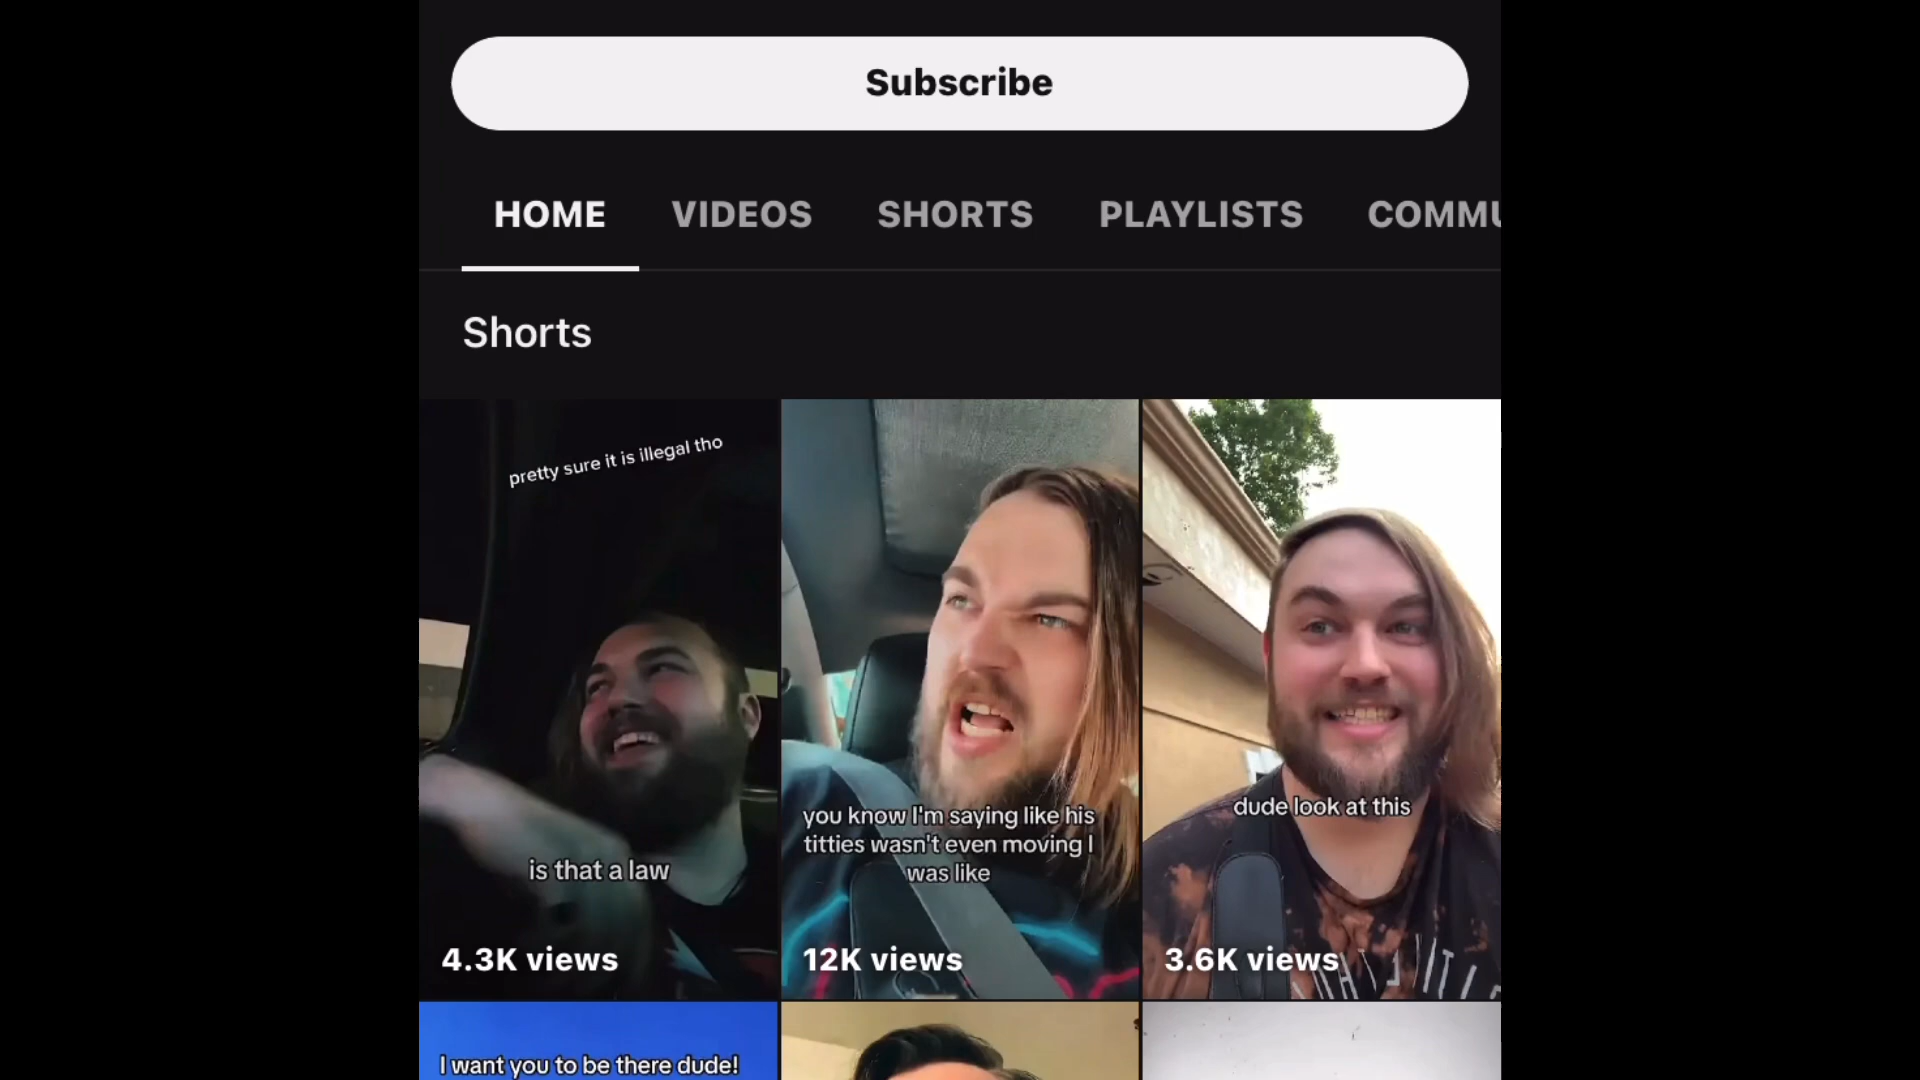 Subscribe
HOME VIDEOS SHORTS PLAYLISTS COMMU
Shorts
pretty sure it is illegal tho
is that a law
4.3K views
you know I'm saying like his
titties wasn't even moving I
was like
12K views
dude look at this
3.6K views
I want you to be there dude!